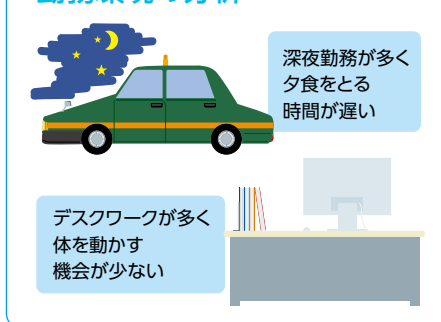 深夜勤務が多く
夕食をとる
時間が遅い
デスクワークが多く
体を動かす
機会が少ない